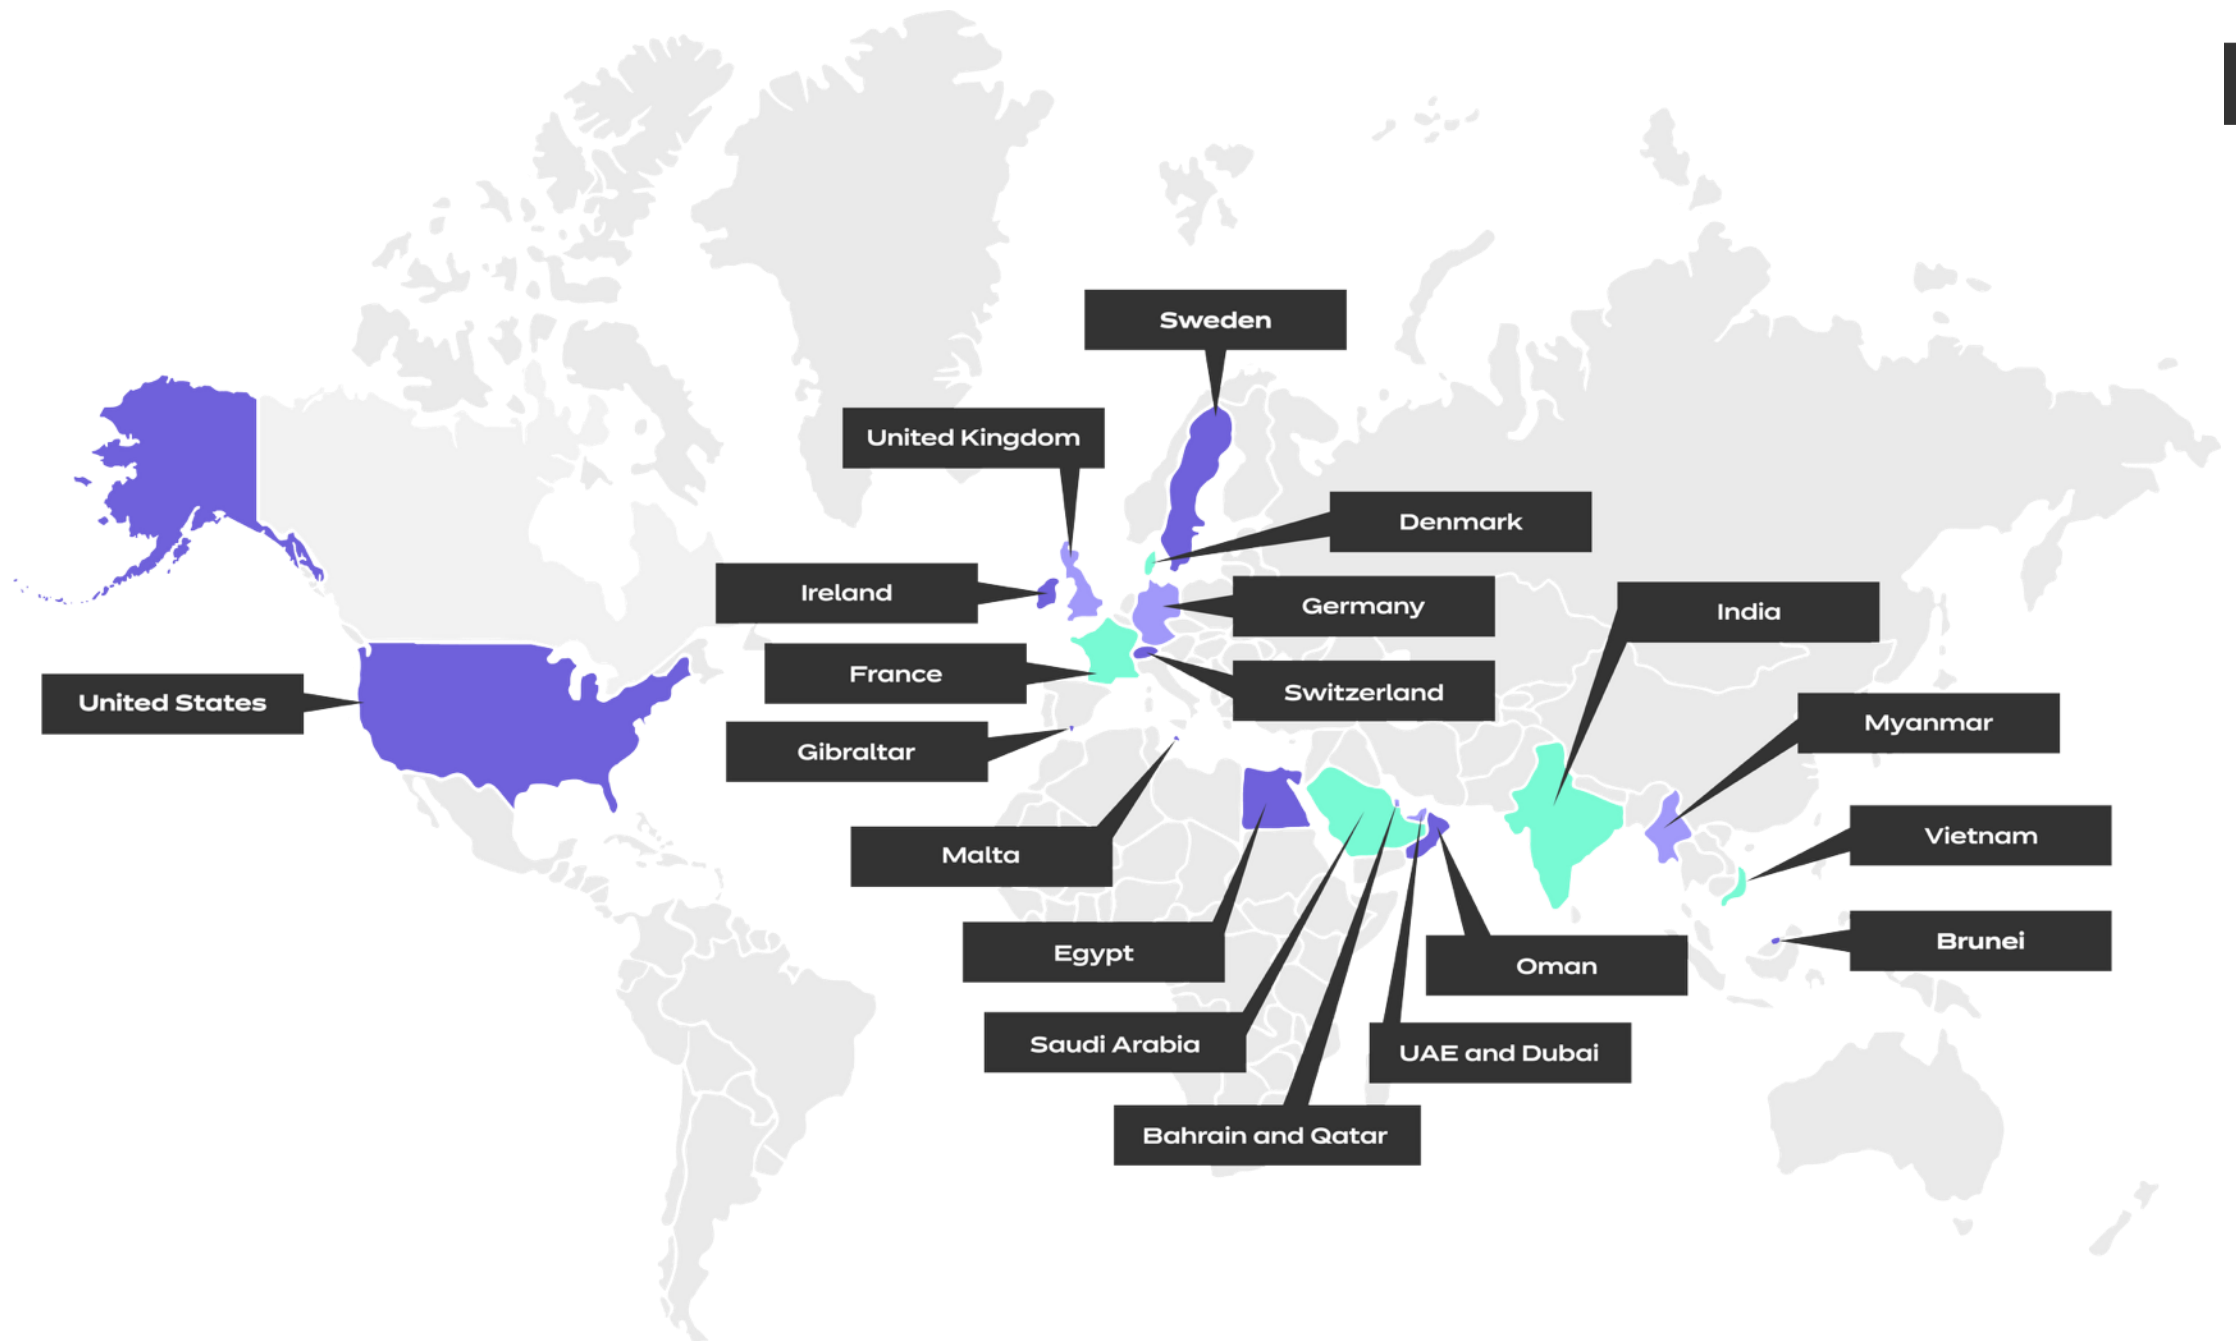 Sweden
United Kingdom
Denmark
Ireland
Germany
India
France
Switzerland
United States
Myanmar
Gibraltar
Vietnam
Malta
Brunei
Egypt
Oman
Saudi Arabia
UAE and Dubai
Bahrain and Qatar